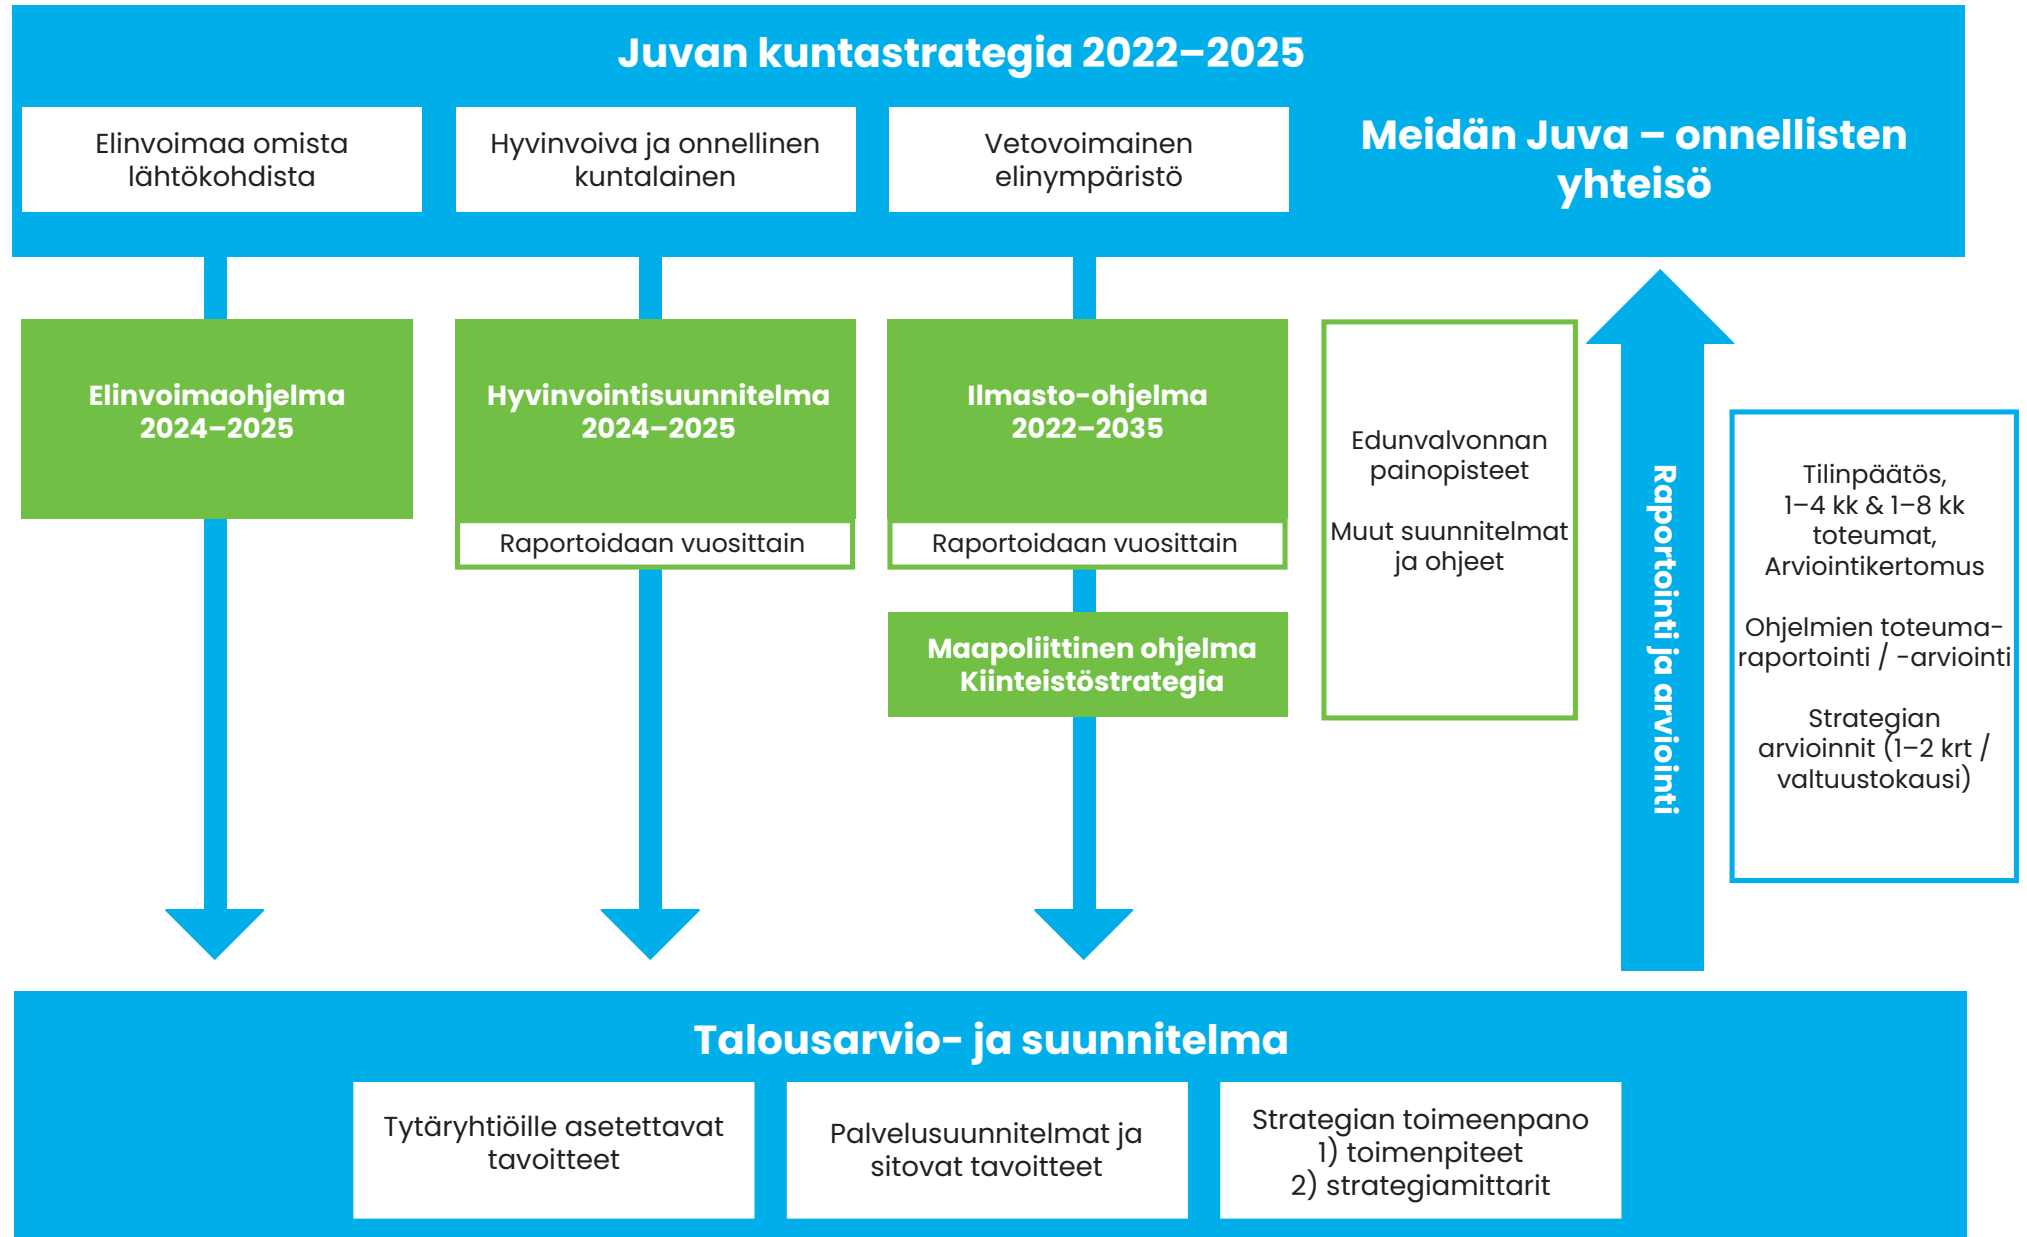 Juvan kuntastrategia 2022–2025
Elinvoimaa omista
lähtökohdista
Hyvinvoiva ja onnellinen
kuntalainen
Vetovoimainen
elinympäristö
Meidän Juva – onnellisten
yhteisö
Elinvoimaohjelma
2024–2025
Hyvinvointisuunnitelma
2024–2025
Raportoidaan vuosittain
Ilmasto-ohjelma
2022–2035
Raportoidaan vuosittain
Maapoliittinen ohjelma
Kiinteistöstrategia
Edunvalvonnan
painopisteet
Muut suunnitelmat
ja ohjeet
Raportointi ja arviointi
Tilinpäätös,
1–4 kk & 1–8 kk
toteumat,
Arviointikertomus
Ohjelmien toteuma-
raportointi / -arviointi
Strategian
arvioinnit (1–2 krt /
valtuustokausi)
Talousarvio- ja suunnitelma
Tytäryhtiöille asetettavat
tavoitteet
Palvelusuunnitelmat ja
sitovat tavoitteet
Strategian toimeenpano
1) toimenpiteet
2) strategiamittarit